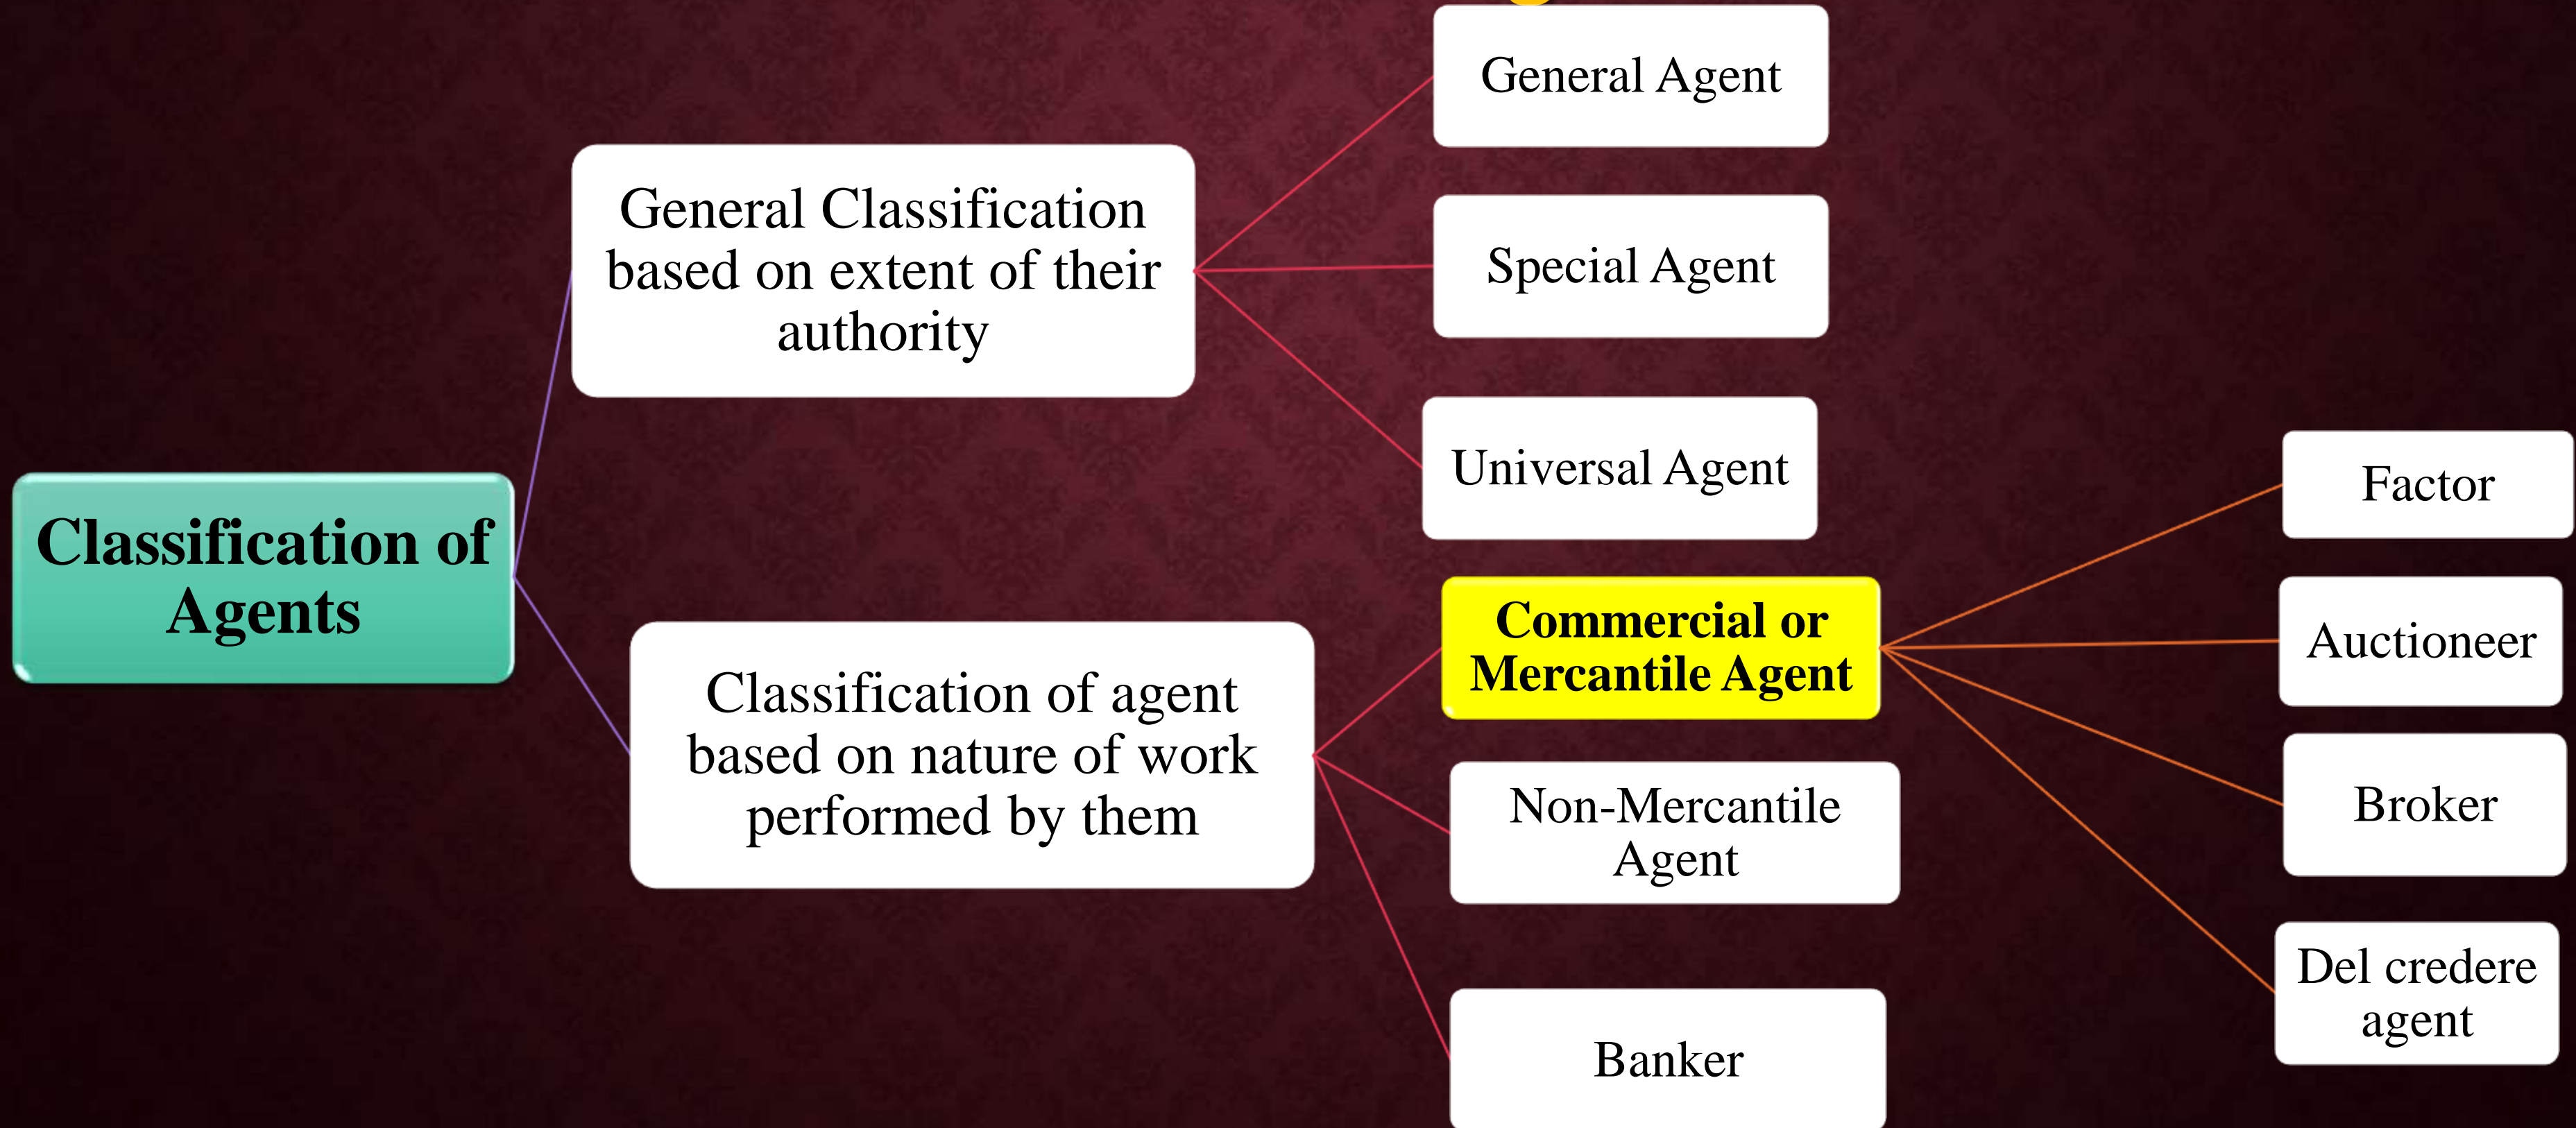 Classification of
Agents
General Classification
based on extent of their
authority
General Agent
Special Agent
Universal Agent
Classification of agent
based on nature of work
performed by them
Commercial or
Mercantile Agent
Factor
Auctioneer
Broker
Del credere
agent
Non-Mercantile
Agent
Banker